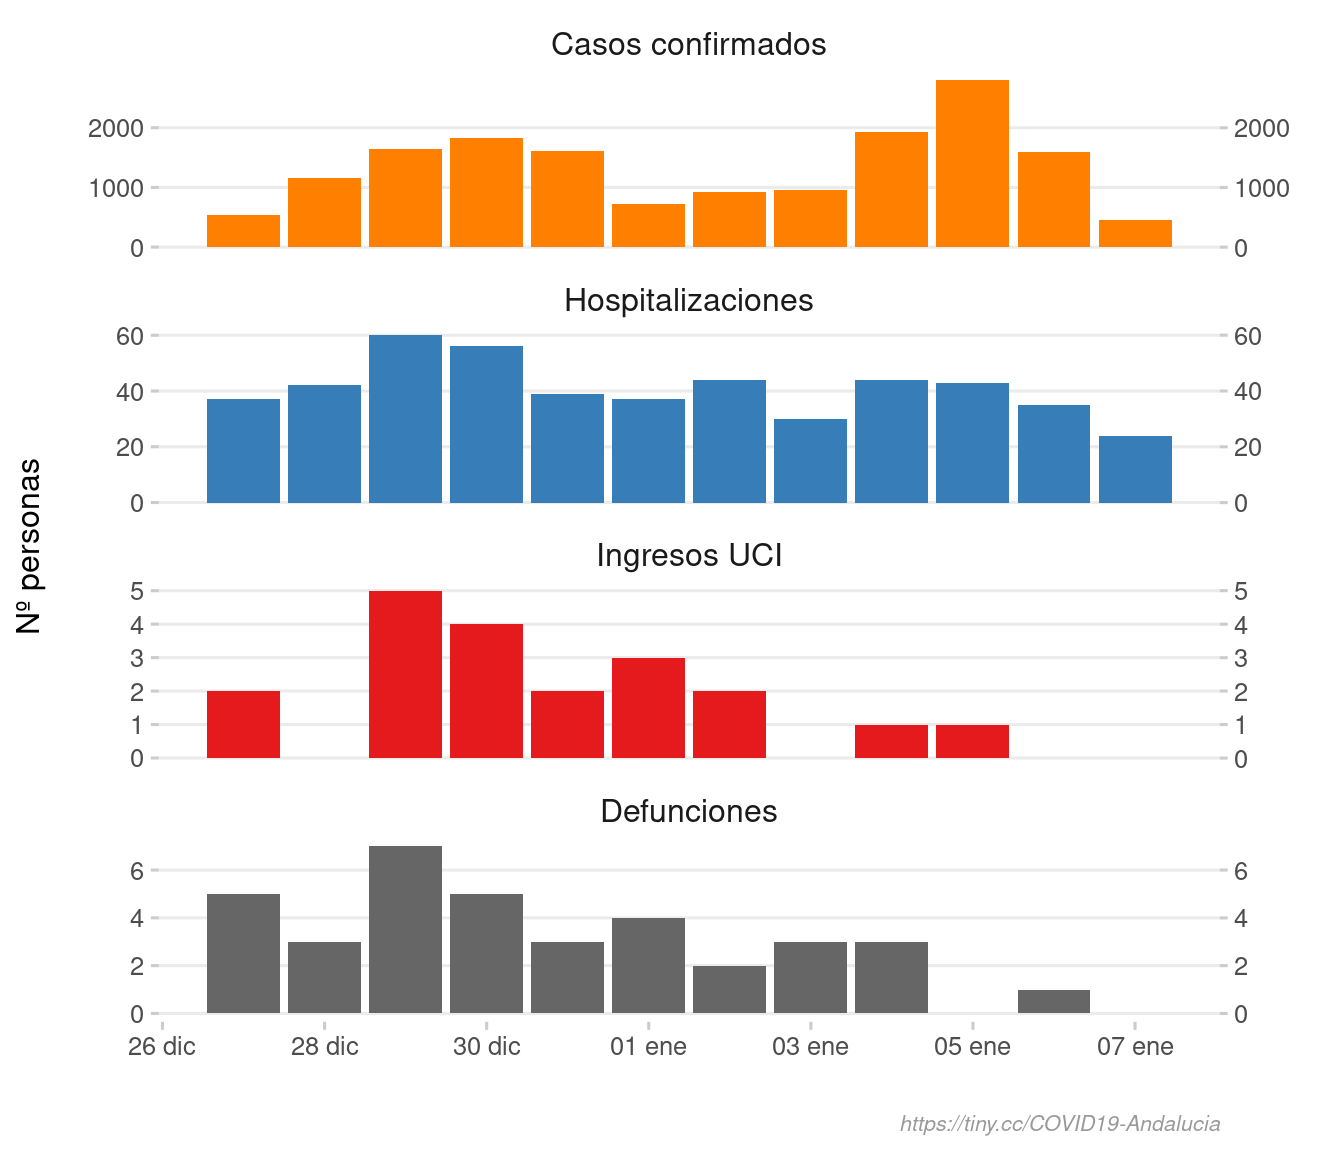 Casos confirmados
2000 2000
1000 1000
0 0
Hospitalizaciones
60 60
40 40
20 20
0 0
Nº personas
Ingresos UCI
5 5
4 4
3 3
2 2
1 1
0 0
Defunciones
6 6
4 4
2 2
0 0
26 dic 28 dic 30 dic 01 ene 03 ene 05 ene 07 ene
https://tiny.cc/COVID19-Andalucia